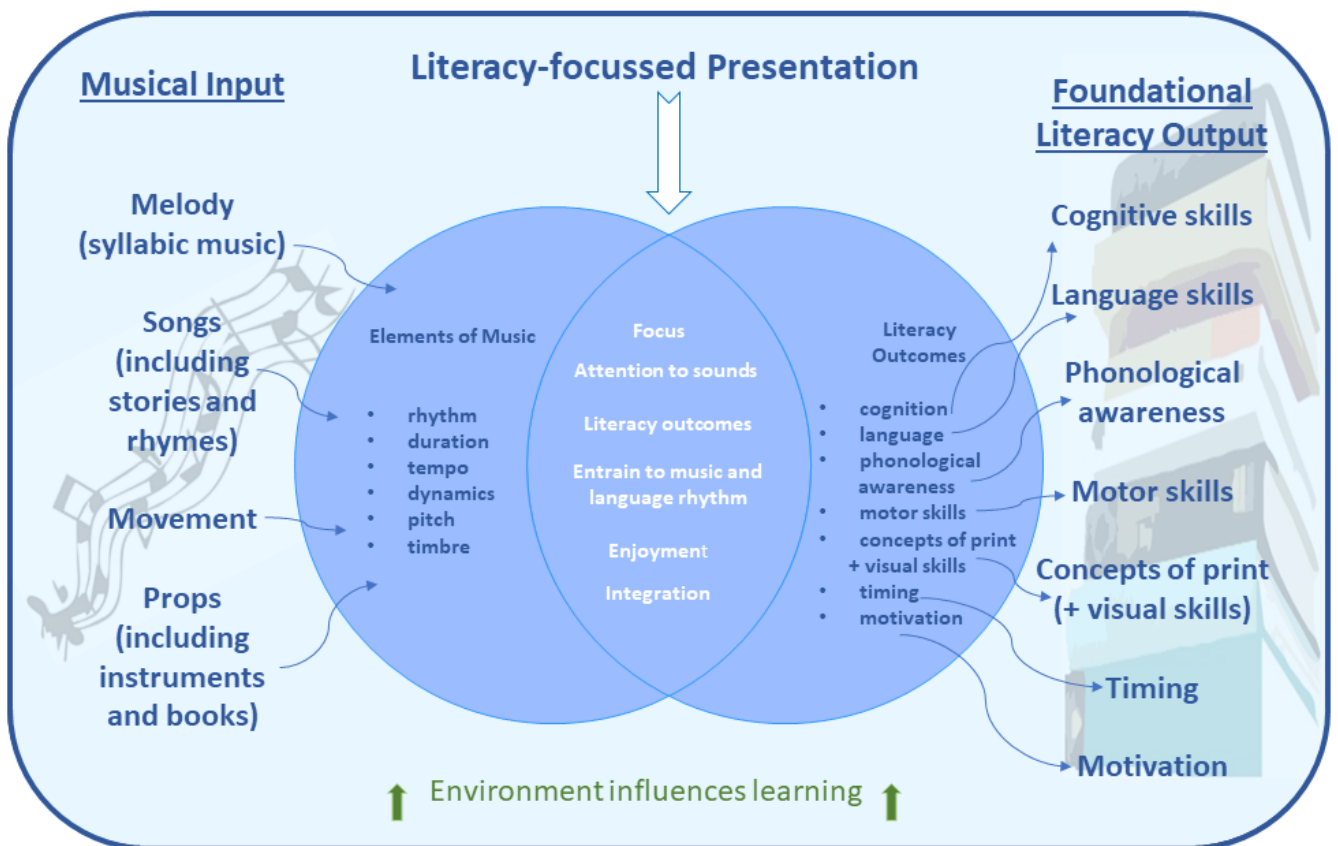 Literacy-focussed Presentation
Musical Input
Melody
(syllabic music)
Songs
(including
stories and
rhymes)
Movement
Props
(including
instruments
and books)
Elements of Music
• rhythm
• duration
• tempo
• dynamics
• pitch
• timbre
Focus
Attention to sounds
Literacy outcomes
Entrain to music and
language rhythm
Enjoyment
Integration
Literacy
Outcomes
• cognition
• language
• phonological
awareness
• motor skills
• concepts of print
+ visual skills
• timing
• motivation
Foundational
Literacy Output
Cognitive skills
Language skills
Phonological
awareness
Motor skills
Concepts of print
(+ visual skills)
Timing
Motivation
Environment influences learning